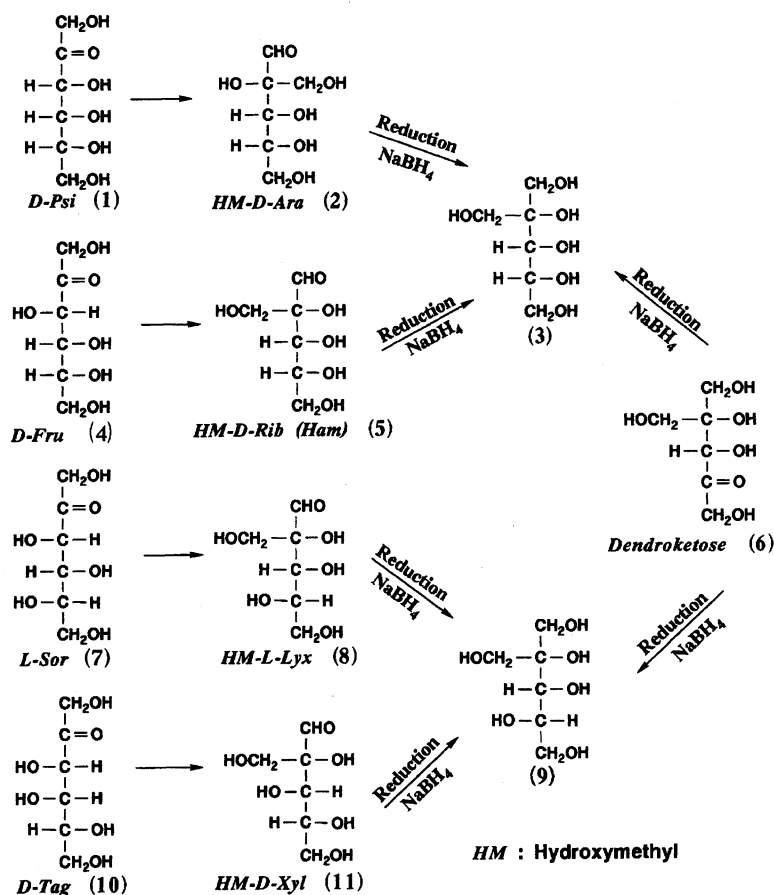 CH₂OH
C=O
H–C–OH
H–C–OH
H–C–OH
CH₂OH
D-Psi (1)
CHO
HO–C–CH₂OH
H–C–OH
H–C–OH
CH₂OH
HM-D-Ara (2)
Reduction
NaBH₄
CH₂OH
HOCH₂–C–OH
H–C–OH
H–C–OH
CH₂OH
(3)
CH₂OH
C=O
HO–C–H
H–C–OH
H–C–OH
CH₂OH
D-Fru (4)
CHO
HOCH₂–C–OH
H–C–OH
H–C–OH
CH₂OH
HM-D-Rib (Ham) (5)
Reduction
NaBH₄
Reduction
NaBH₄
CH₂OH
HOCH₂–C–OH
H–C–OH
C=O
CH₂OH
Dendroketose (6)
CH₂OH
C=O
HO–C–H
H–C–OH
HO–C–H
CH₂OH
L-Sor (7)
CHO
HOCH₂–C–OH
H–C–OH
HO–C–H
CH₂OH
HM-L-Lyx (8)
Reduction
NaBH₄
Reduction
NaBH₄
CH₂OH
HOCH₂–C–OH
H–C–OH
HO–C–H
CH₂OH
(9)
CH₂OH
C=O
HO–C–H
HO–C–H
H–C–OH
CH₂OH
D-Tag (10)
CHO
HOCH₂–C–OH
HO–C–H
H–C–OH
CH₂OH
HM-D-Xyl (11)
Reduction
NaBH₄
HM : Hydroxymethyl